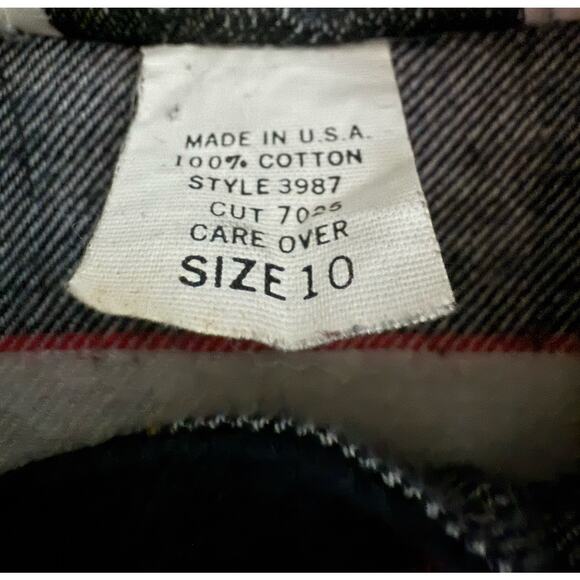 MADE IN U.S.A.
100% COTTON
STYLE 3987
CUT
CARE OVER
SIZE 10